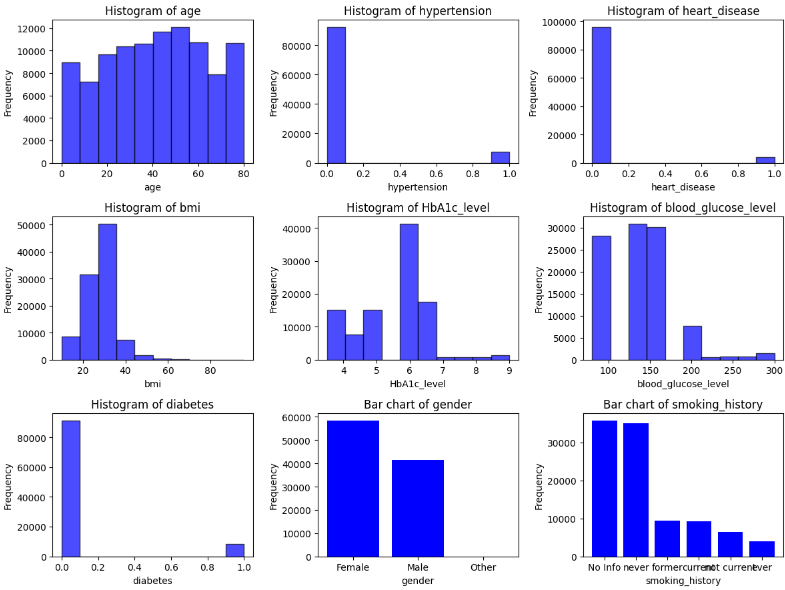 Histogram of age
12000
10000
8000
6000
4000
2000
0
Frequency
0 20 40 60 80
age
Histogram of hypertension
80000
60000
40000
20000
0
Frequency
0.0 0.2 0.4 0.6 0.8 1.0
hypertension
Histogram of heart_disease
100000
80000
60000
40000
20000
0
Frequency
0.0 0.2 0.4 0.6 0.8 1.0
heart_disease
Histogram of bmi
50000
40000
30000
20000
10000
0
Frequency
20 40 60 80
bmi
Histogram of HbA1c_level
40000
30000
20000
10000
0
Frequency
4 5 6 7 8 9
HbA1c_level
Histogram of blood_glucose_level
30000
25000
20000
15000
10000
5000
0
Frequency
100 150 200 250 300
blood_glucose_level
Histogram of diabetes
80000
60000
40000
20000
0
Frequency
0.0 0.2 0.4 0.6 0.8 1.0
diabetes
Bar chart of gender
60000
50000
40000
30000
20000
10000
0
Frequency
Female Male Other
gender
Bar chart of smoking_history
30000
20000
10000
0
Frequency
No Info never former current not current ever
smoking_history